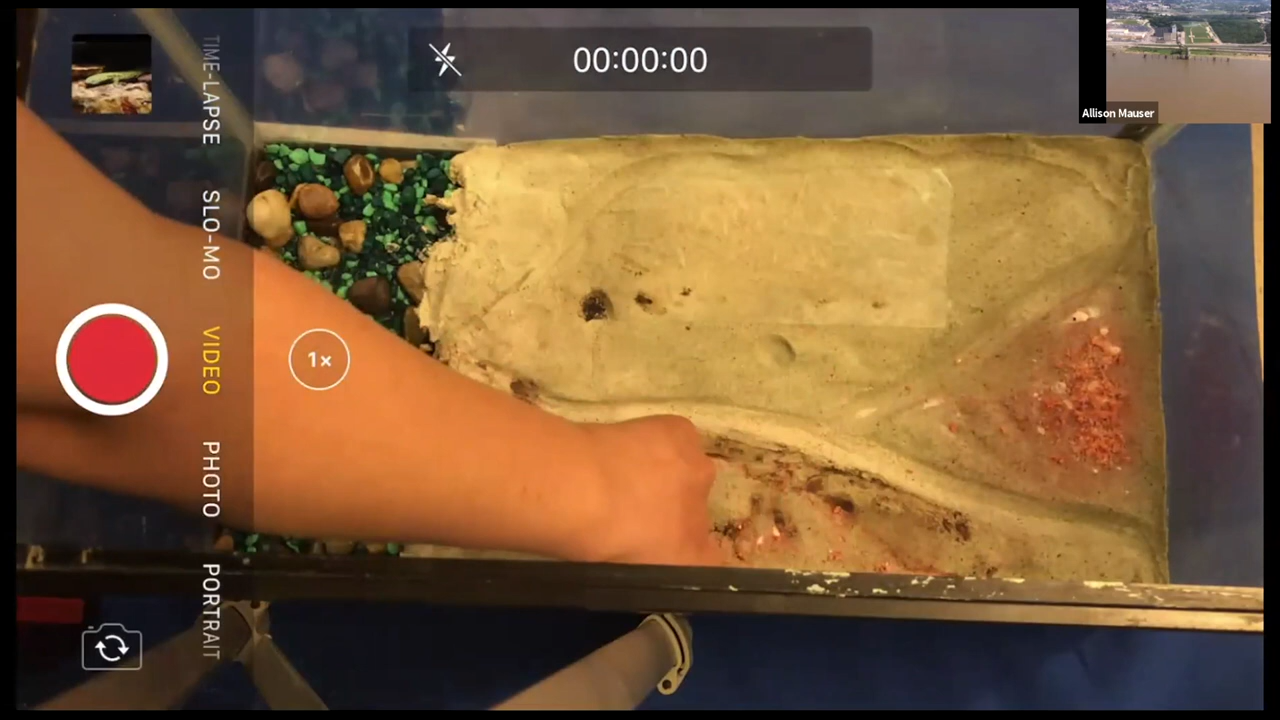 00:00:00
Allison Mauser
TIME-LAPSE
SLO-MO
VIDEO
1×
PHOTO
PORTRAIT